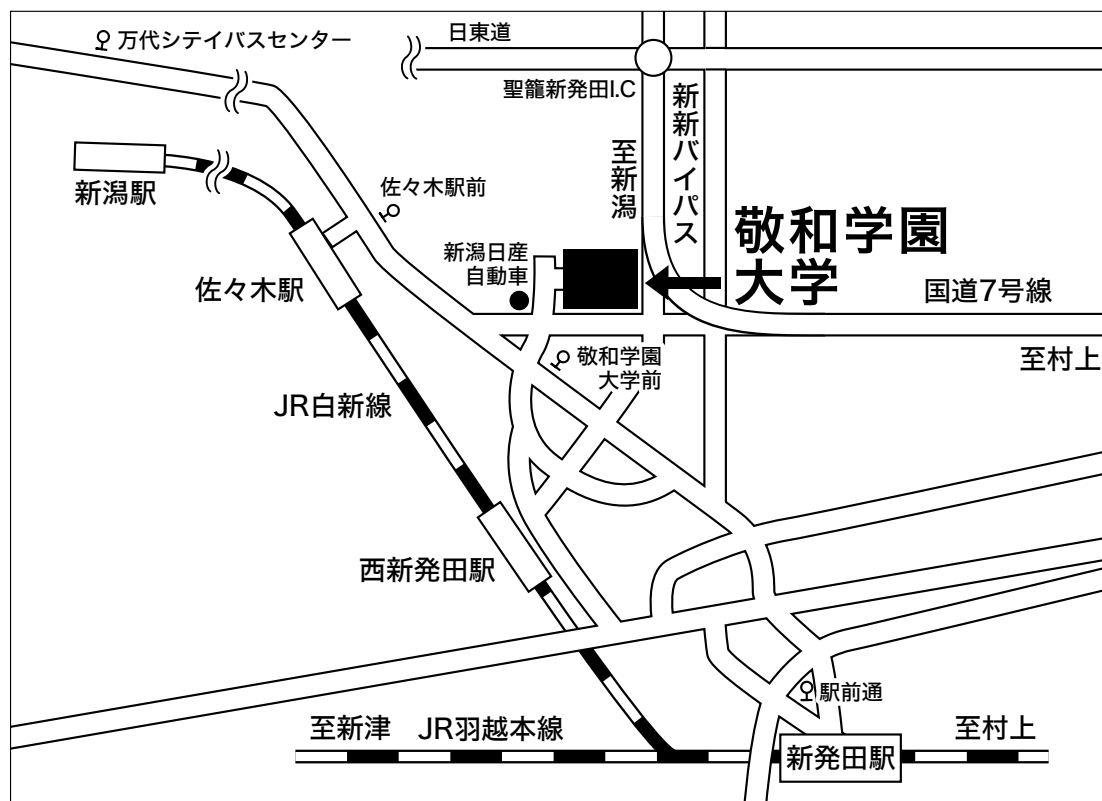 万代シテイバスセンター
日東道
聖籠新発田I.C
新新バイパス
至新潟
新潟駅
佐々木駅前
敬和学園
大学
新潟日産
自動車
佐々木駅
国道7号線
至村上
敬和学園
大学前
JR白新線
西新発田駅
駅前通
至新津
JR羽越本線
至村上
新発田駅